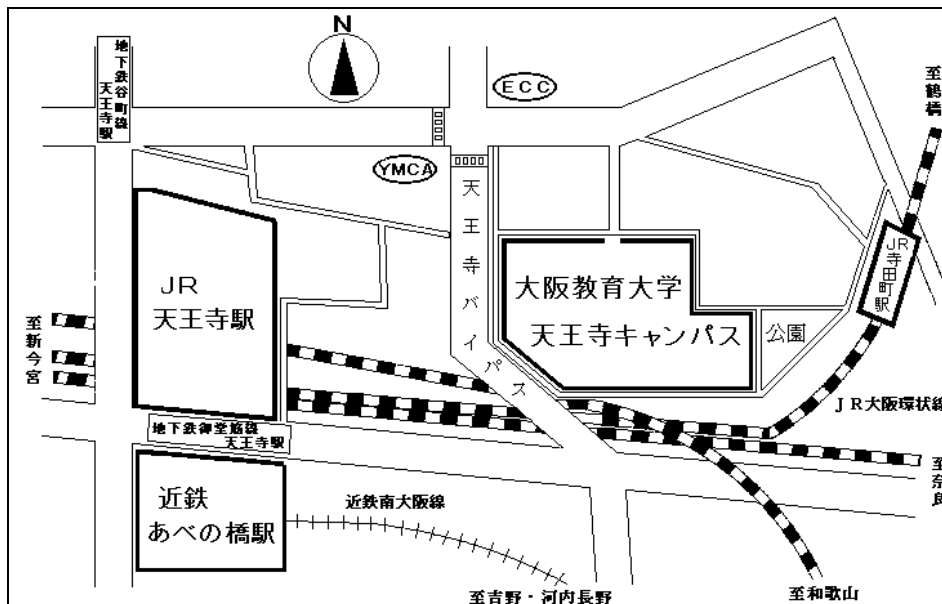 N
地下鉄谷町線
天王寺駅
ECC
至鶴橋
YMCA
天王寺バイパス
JR
寺田町駅
JR
天王寺駅
大阪教育大学
天王寺キャンパス
公園
至新今宮
JR大阪環状線
地下鉄御堂筋線
天王寺駅
至奈良
近鉄
あべの橋駅
近鉄南大阪線
至吉野・河内長野
至和歌山